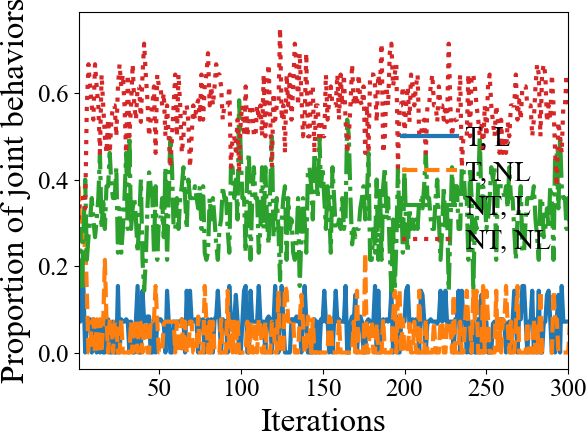 Proportion of joint behaviors
0.6
0.4
0.2
0.0
T, L
T, NL
NT, L
NT, NL
50 100 150 200 250 300
Iterations